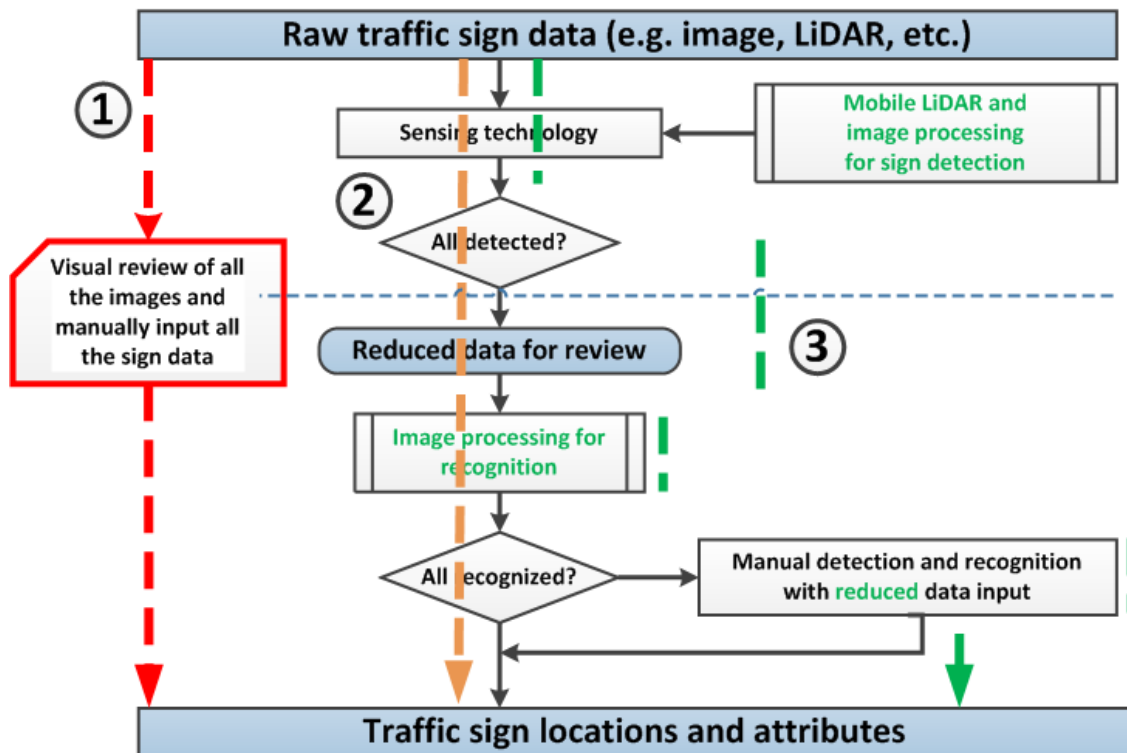 Raw traffic sign data (e.g. image, LiDAR, etc.)
1
Sensing technology
Mobile LiDAR and
image processing
for sign detection
2
All detected?
Visual review of all
the images and
manually input all
the sign data
Reduced data for review
3
Image processing for
recognition
All recognized?
Manual detection and recognition
with reduced data input
Traffic sign locations and attributes